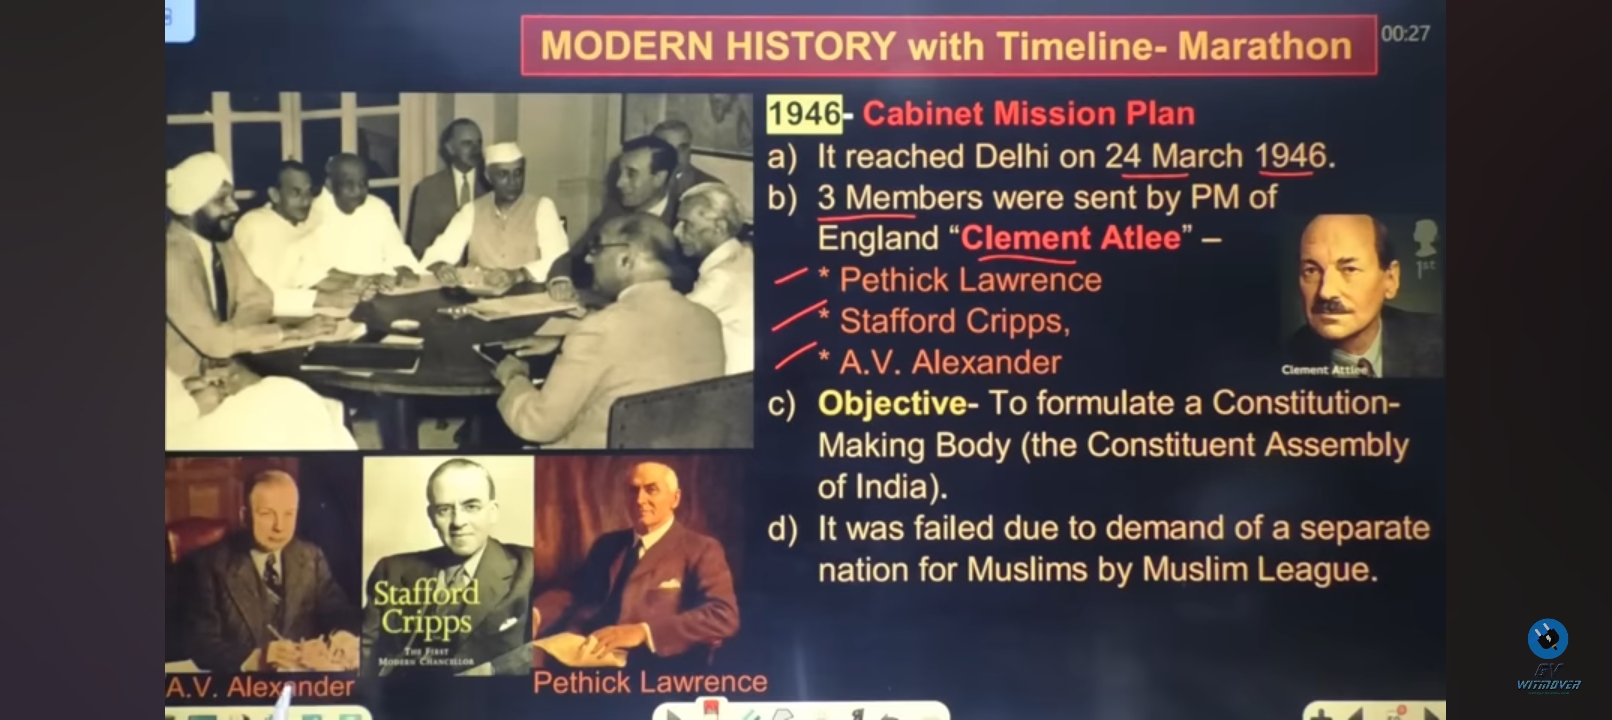 MODERN HISTORY with Timeline- Marathon
00:27
1946- Cabinet Mission Plan
a) It reached Delhi on 24 March 1946.
b) 3 Members were sent by PM of
England “Clement Atlee” –
* Pethick Lawrence
* Stafford Cripps,
* A.V. Alexander
1st
Clement Attlee
c) Objective- To formulate a Constitution-
Making Body (the Constituent Assembly
of India).
d) It was failed due to demand of a separate
nation for Muslims by Muslim League.
Stafford
Cripps
THE FIRST
MODERN CHANCELLOR
A.V. Alexander
Pethick Lawrence
WITMOVER